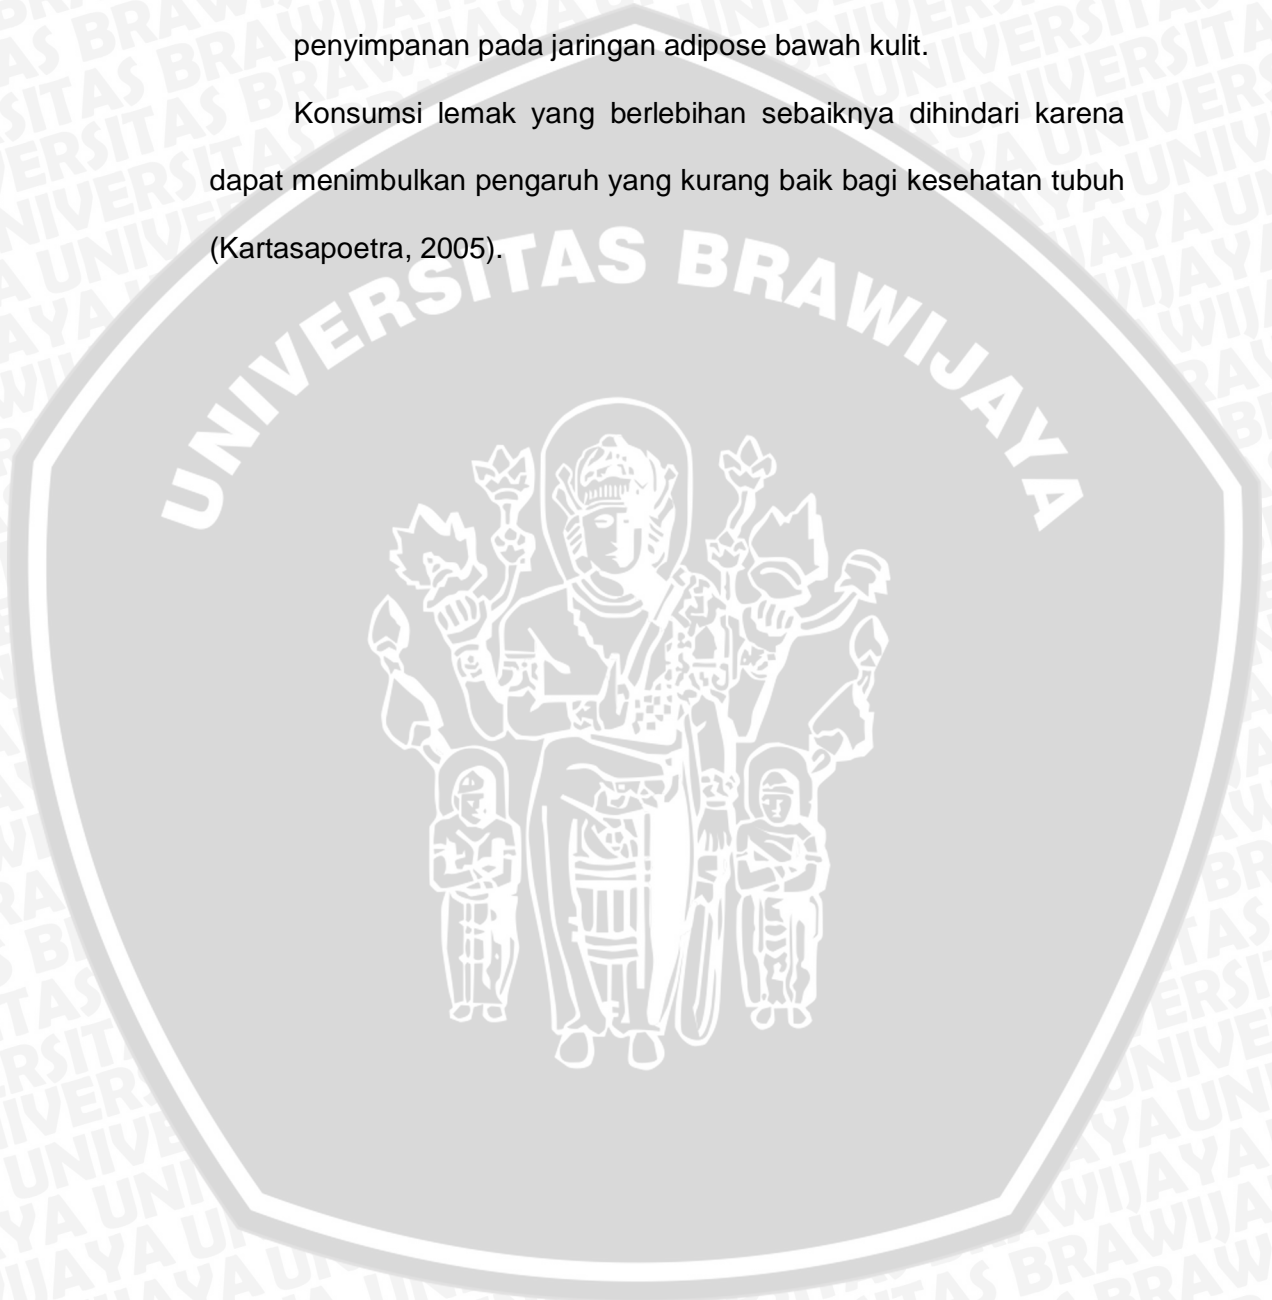 penyimpanan pada jaringan adipose bawah kulit.
Konsumsi lemak yang berlebihan sebaiknya dihindari karena
dapat menimbulkan pengaruh yang kurang baik bagi kesehatan tubuh
(Kartasapoetra, 2005).
UNIVERSITAS BRAWIJAYA